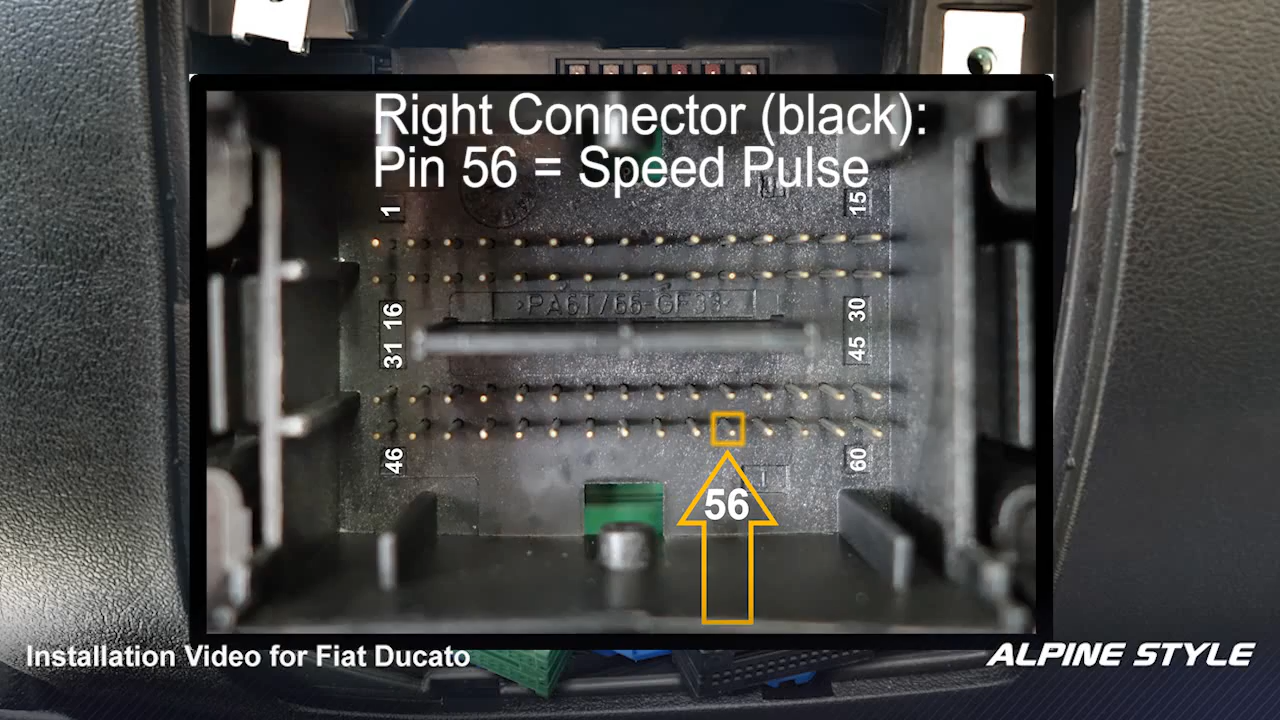 Right Connector (black):
Pin 56 = Speed Pulse
1
15
>PA6T/66-GF33<
16
30
31
45
46
60
56
Installation Video for Fiat Ducato
ALPINE STYLE